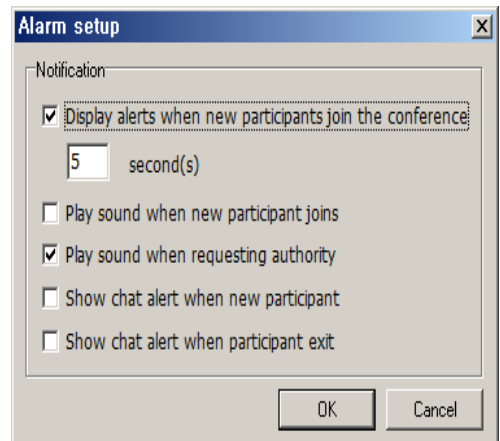 Alarm setup
Notification
Display alerts when new participants join the conference
5 second(s)
Play sound when new participant joins
Play sound when requesting authority
Show chat alert when new participant
Show chat alert when participant exit
OK Cancel